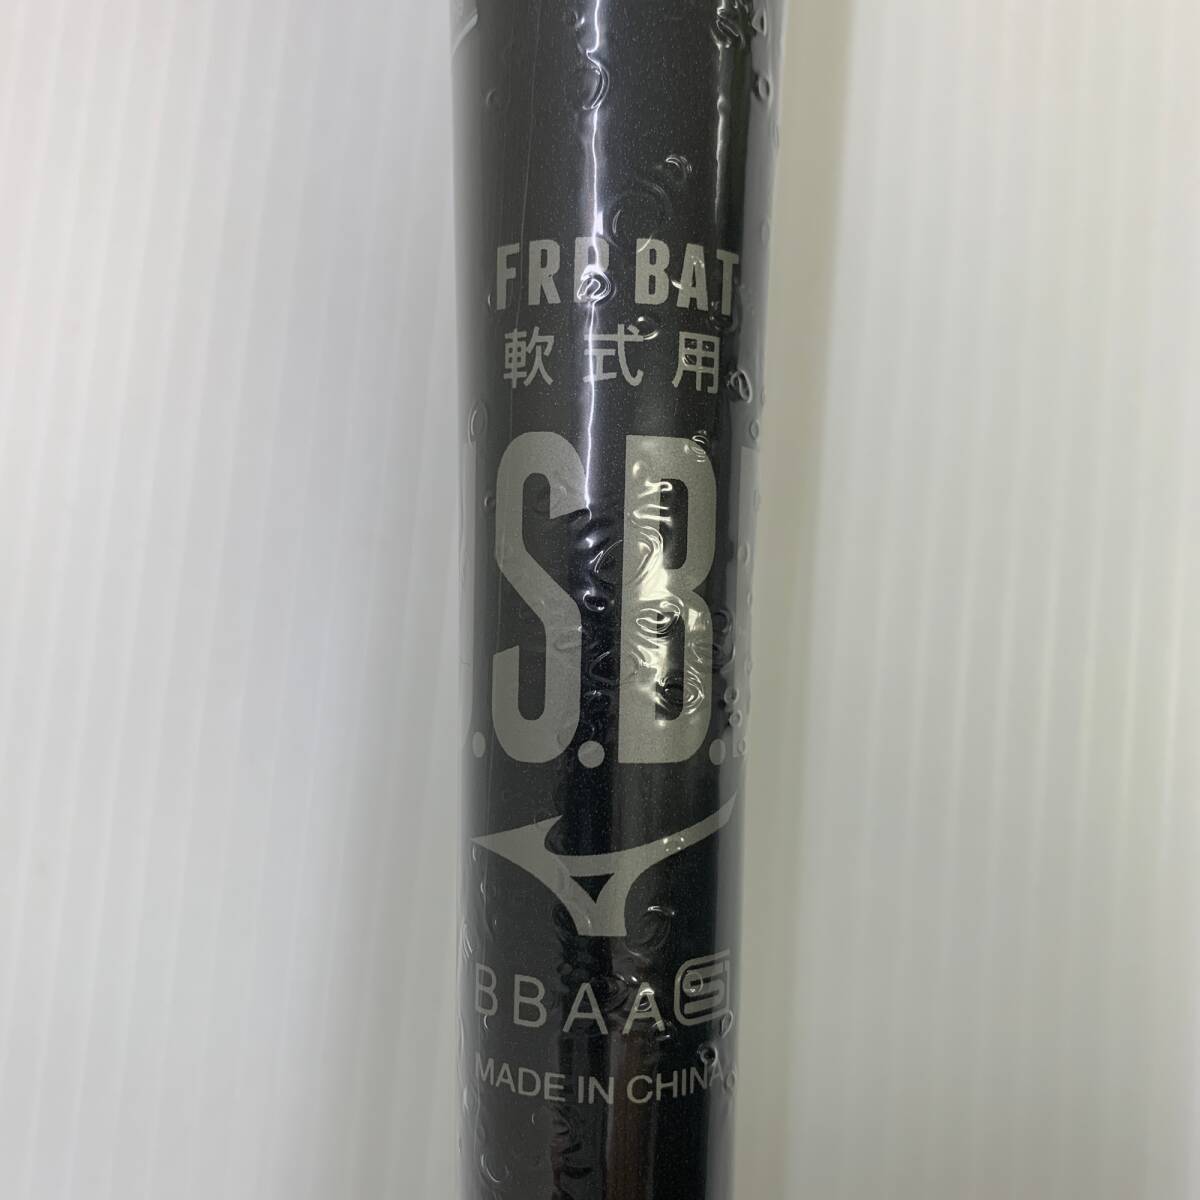 FRP BAT
軟式用
J.S.B.B
BBAA S
MADE IN CHINA